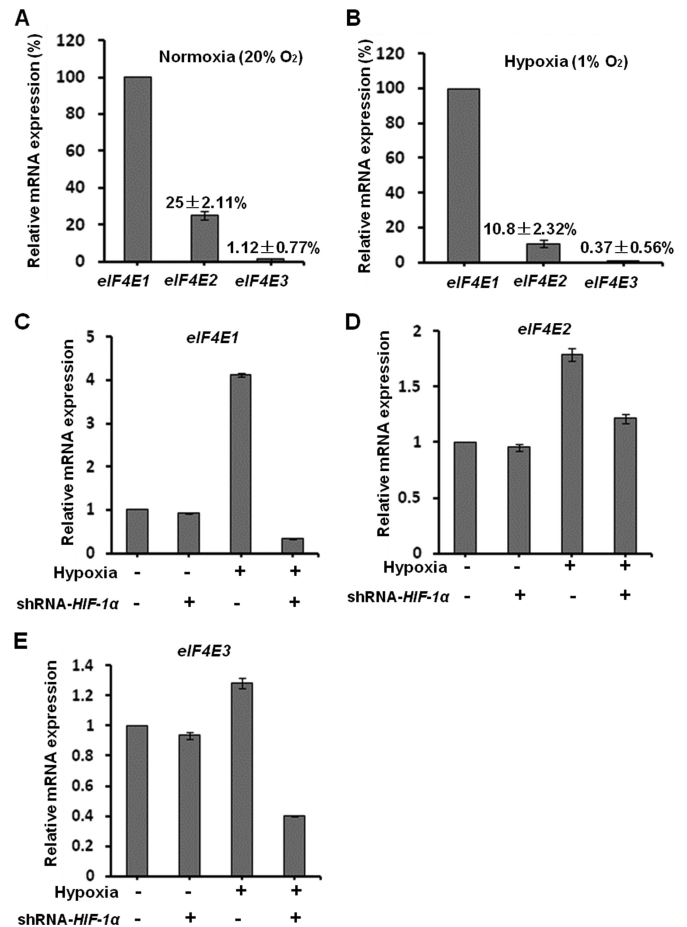 A
Relative mRNA expression (%)
120
100
80
60
40
20
0
Normoxia (20% O₂)
25±2.11%
1.12±0.77%
eIF4E1 eIF4E2 eIF4E3
B
Relative mRNA expression (%)
120
100
80
60
40
20
0
Hypoxia (1% O₂)
10.8±2.32%
0.37±0.56%
eIF4E1 eIF4E2 eIF4E3
C
eIF4E1
Relative mRNA expression
5
4
3
2
1
0
Hypoxia - - + +
shRNA-HIF-1α - + - +
D
eIF4E2
Relative mRNA expression
2
1.5
1
0.5
0
Hypoxia - - + +
shRNA-HIF-1α - + - +
E
eIF4E3
Relative mRNA expression
1.4
1.2
1
0.8
0.6
0.4
0.2
0
Hypoxia - - + +
shRNA-HIF-1α - + - +